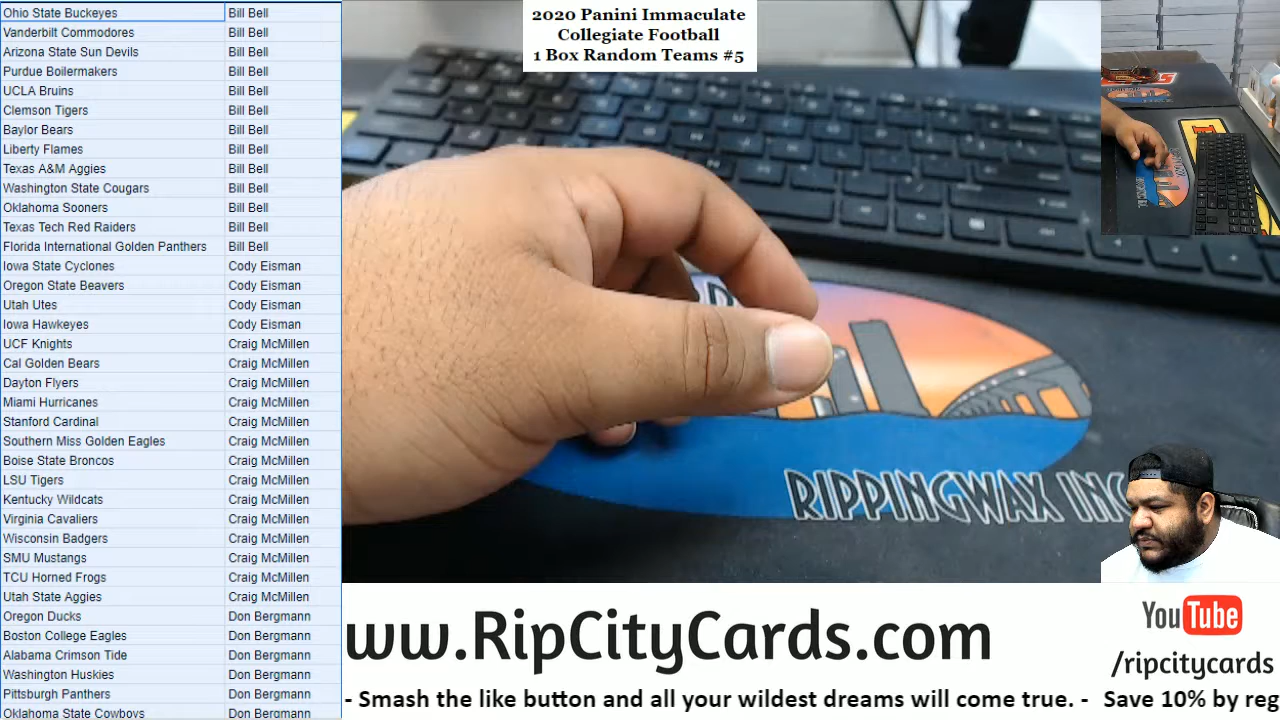 Ohio State Buckeyes Bill Bell
Vanderbilt Commodores Bill Bell
Arizona State Sun Devils Bill Bell
Purdue Boilermakers Bill Bell
UCLA Bruins Bill Bell
Clemson Tigers Bill Bell
Baylor Bears Bill Bell
Liberty Flames Bill Bell
Texas A&M Aggies Bill Bell
Washington State Cougars Bill Bell
Oklahoma Sooners Bill Bell
Texas Tech Red Raiders Bill Bell
Florida International Golden Panthers Bill Bell
Iowa State Cyclones Cody Eisman
Oregon State Beavers Cody Eisman
Utah Utes Cody Eisman
Iowa Hawkeyes Cody Eisman
UCF Knights Craig McMillen
Cal Golden Bears Craig McMillen
Dayton Flyers Craig McMillen
Miami Hurricanes Craig McMillen
Stanford Cardinal Craig McMillen
Southern Miss Golden Eagles Craig McMillen
Boise State Broncos Craig McMillen
LSU Tigers Craig McMillen
Kentucky Wildcats Craig McMillen
Virginia Cavaliers Craig McMillen
Wisconsin Badgers Craig McMillen
SMU Mustangs Craig McMillen
TCU Horned Frogs Craig McMillen
Utah State Aggies Craig McMillen
Oregon Ducks Don Bergmann
Boston College Eagles Don Bergmann
Alabama Crimson Tide Don Bergmann
Washington Huskies Don Bergmann
Pittsburgh Panthers Don Bergmann
Oklahoma State Cowboys Don Bergmann
2020 Panini Immaculate
Collegiate Football
1 Box Random Teams #5
RIPPINGWAX INC
ww.RipCityCards.com
YouTube
/ripcitycards
- Smash the like button and all your wildest dreams will come true. - Save 10% by reg